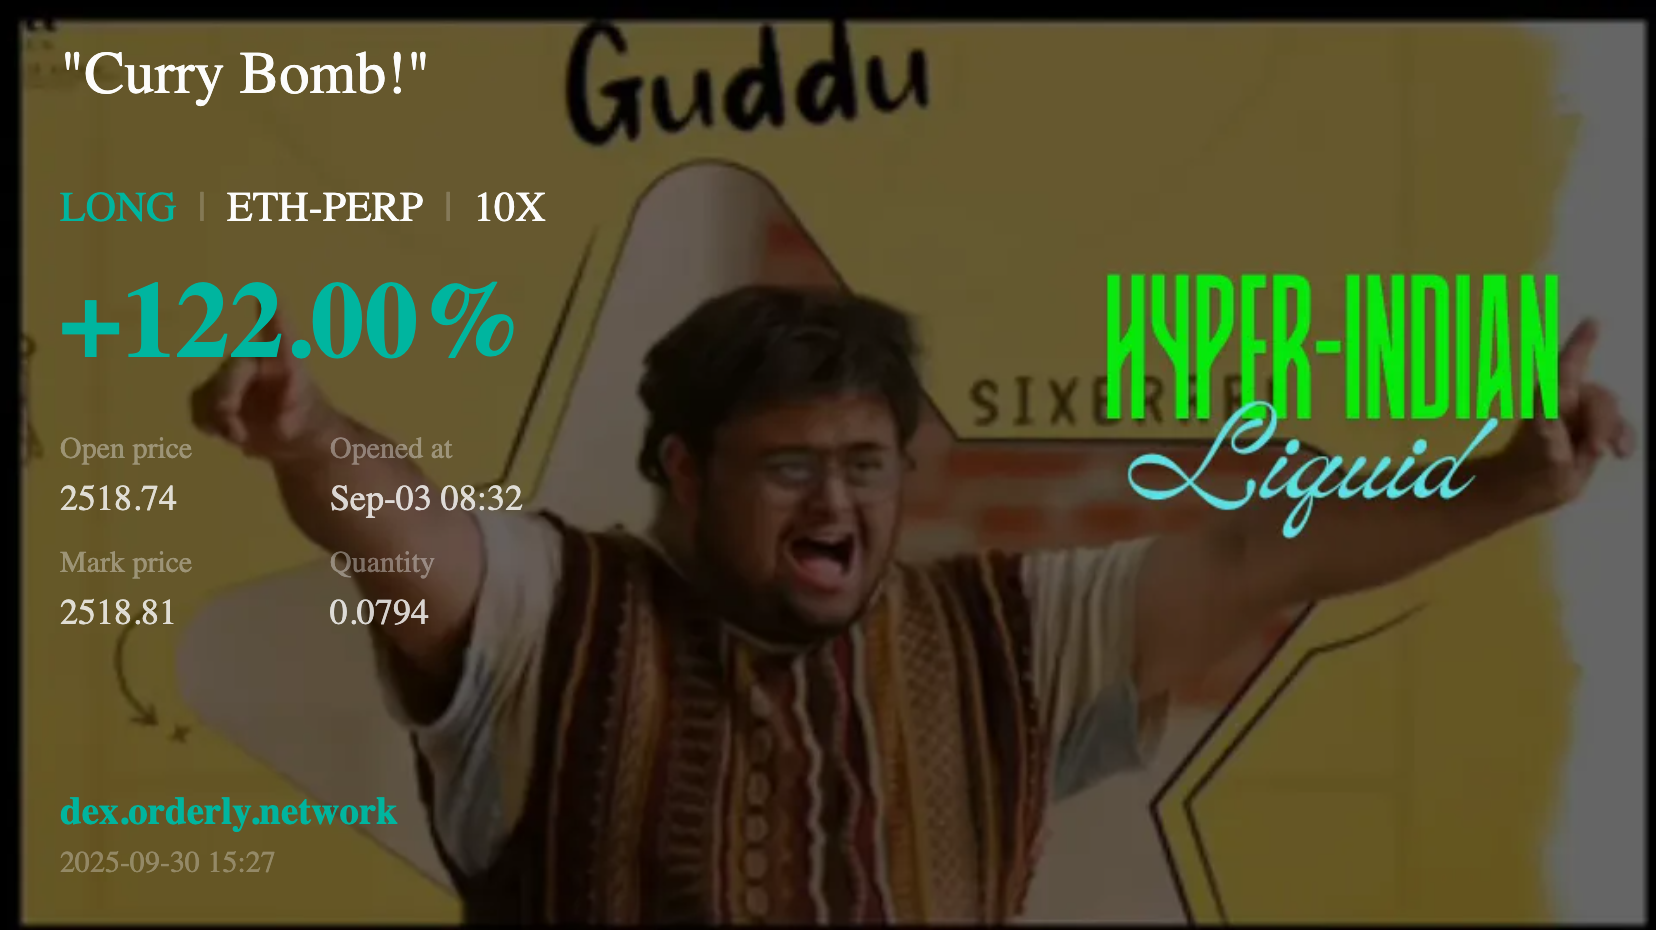 Guddu
"Curry Bomb!"
LONG | ETH-PERP | 10X
+122.00%
HYPER-INDIAN
Liquid
Open price
Opened at
2518.74
Sep-03 08:32
Mark price
Quantity
2518.81
0.0794
dex.orderly.network
2025-09-30 15:27